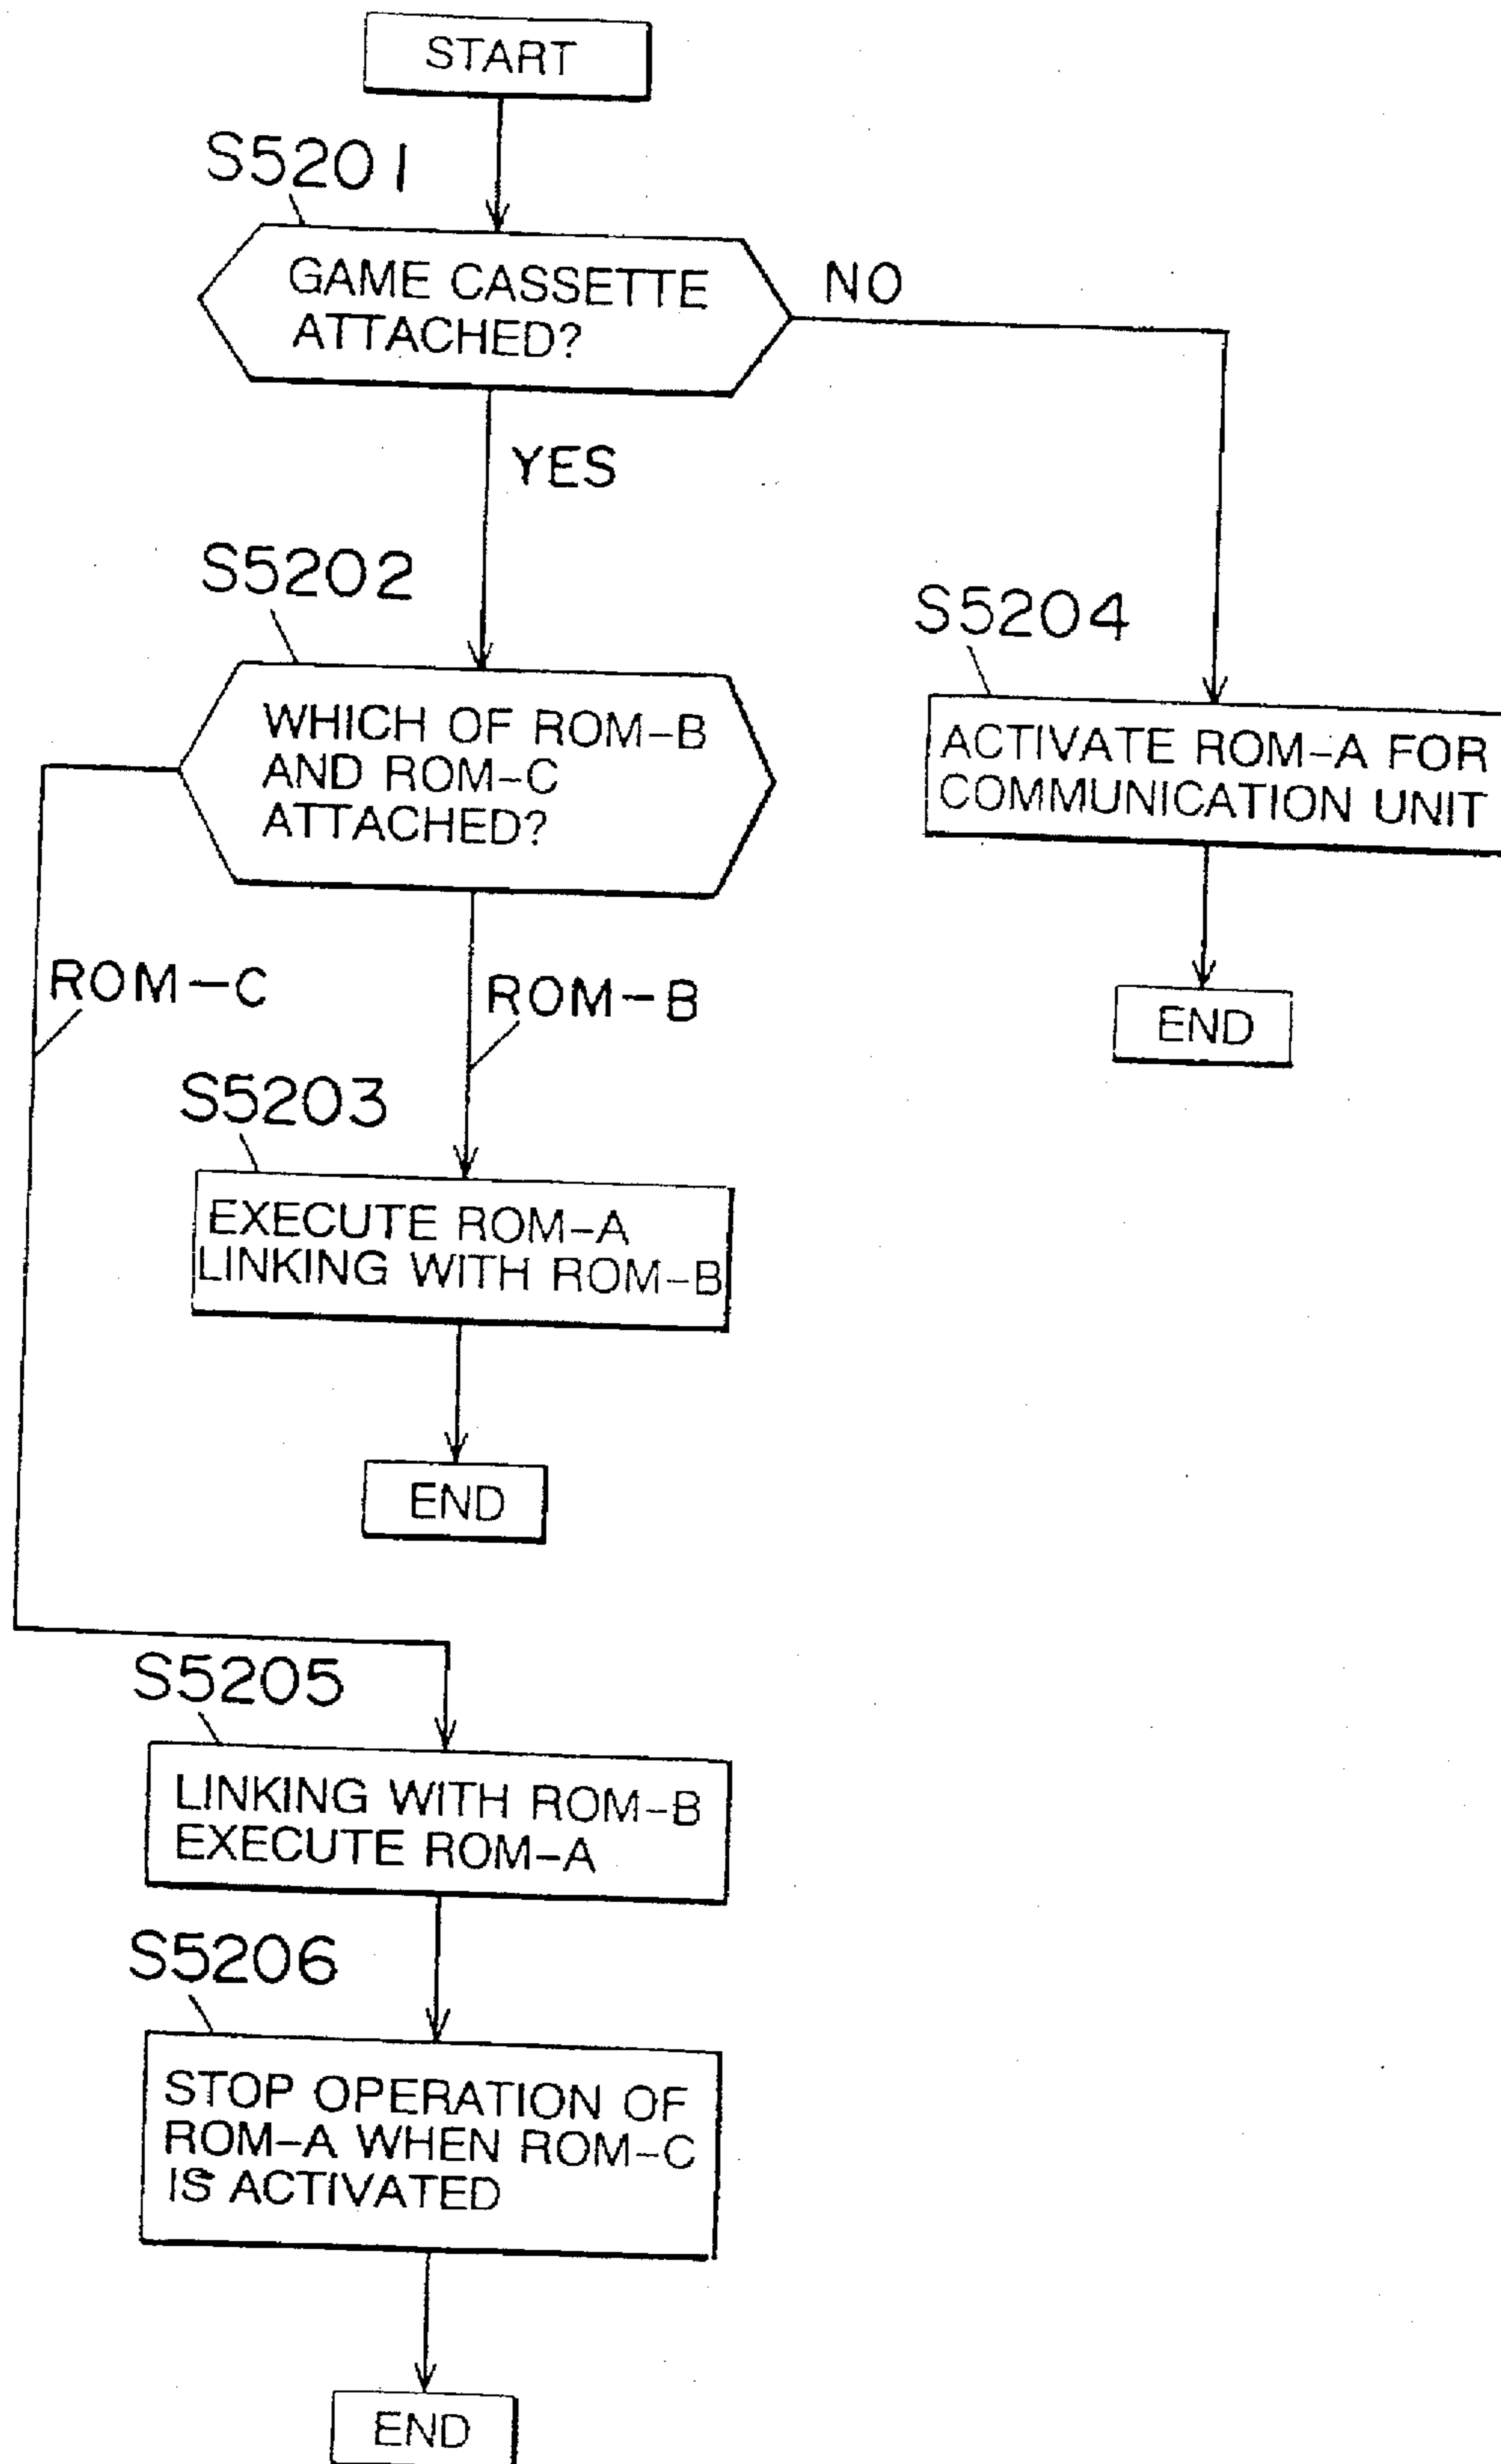 START
S5201
GAME CASSETTE
ATTACHED?
NO
YES
S5202
WHICH OF ROM-B
AND ROM-C
ATTACHED?
S5204
ACTIVATE ROM-A FOR
COMMUNICATION UNIT
END
ROM-C
ROM-B
S5203
EXECUTE ROM-A
LINKING WITH ROM-B
END
S5205
LINKING WITH ROM-B
EXECUTE ROM-A
S5206
STOP OPERATION OF
ROM-A WHEN ROM-C
IS ACTIVATED
END